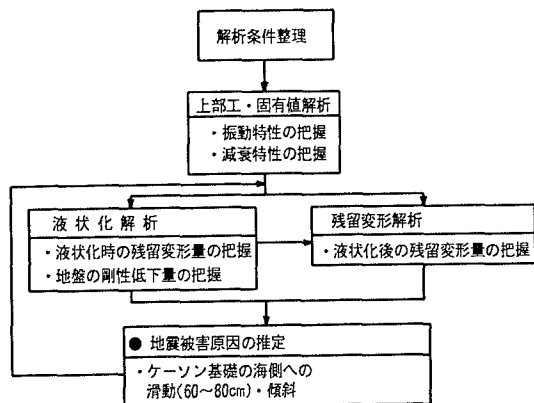 解析条件整理
上部工・固有値解析
・振動特性の把握
・減衰特性の把握
液状化解析
・液状化時の残留変形量の把握
・地盤の剛性低下量の把握
残留変形解析
・液状化後の残留変形量の把握
● 地震被害原因の推定
・ケーソン基礎の海側への
滑動(60～80cm)・傾斜